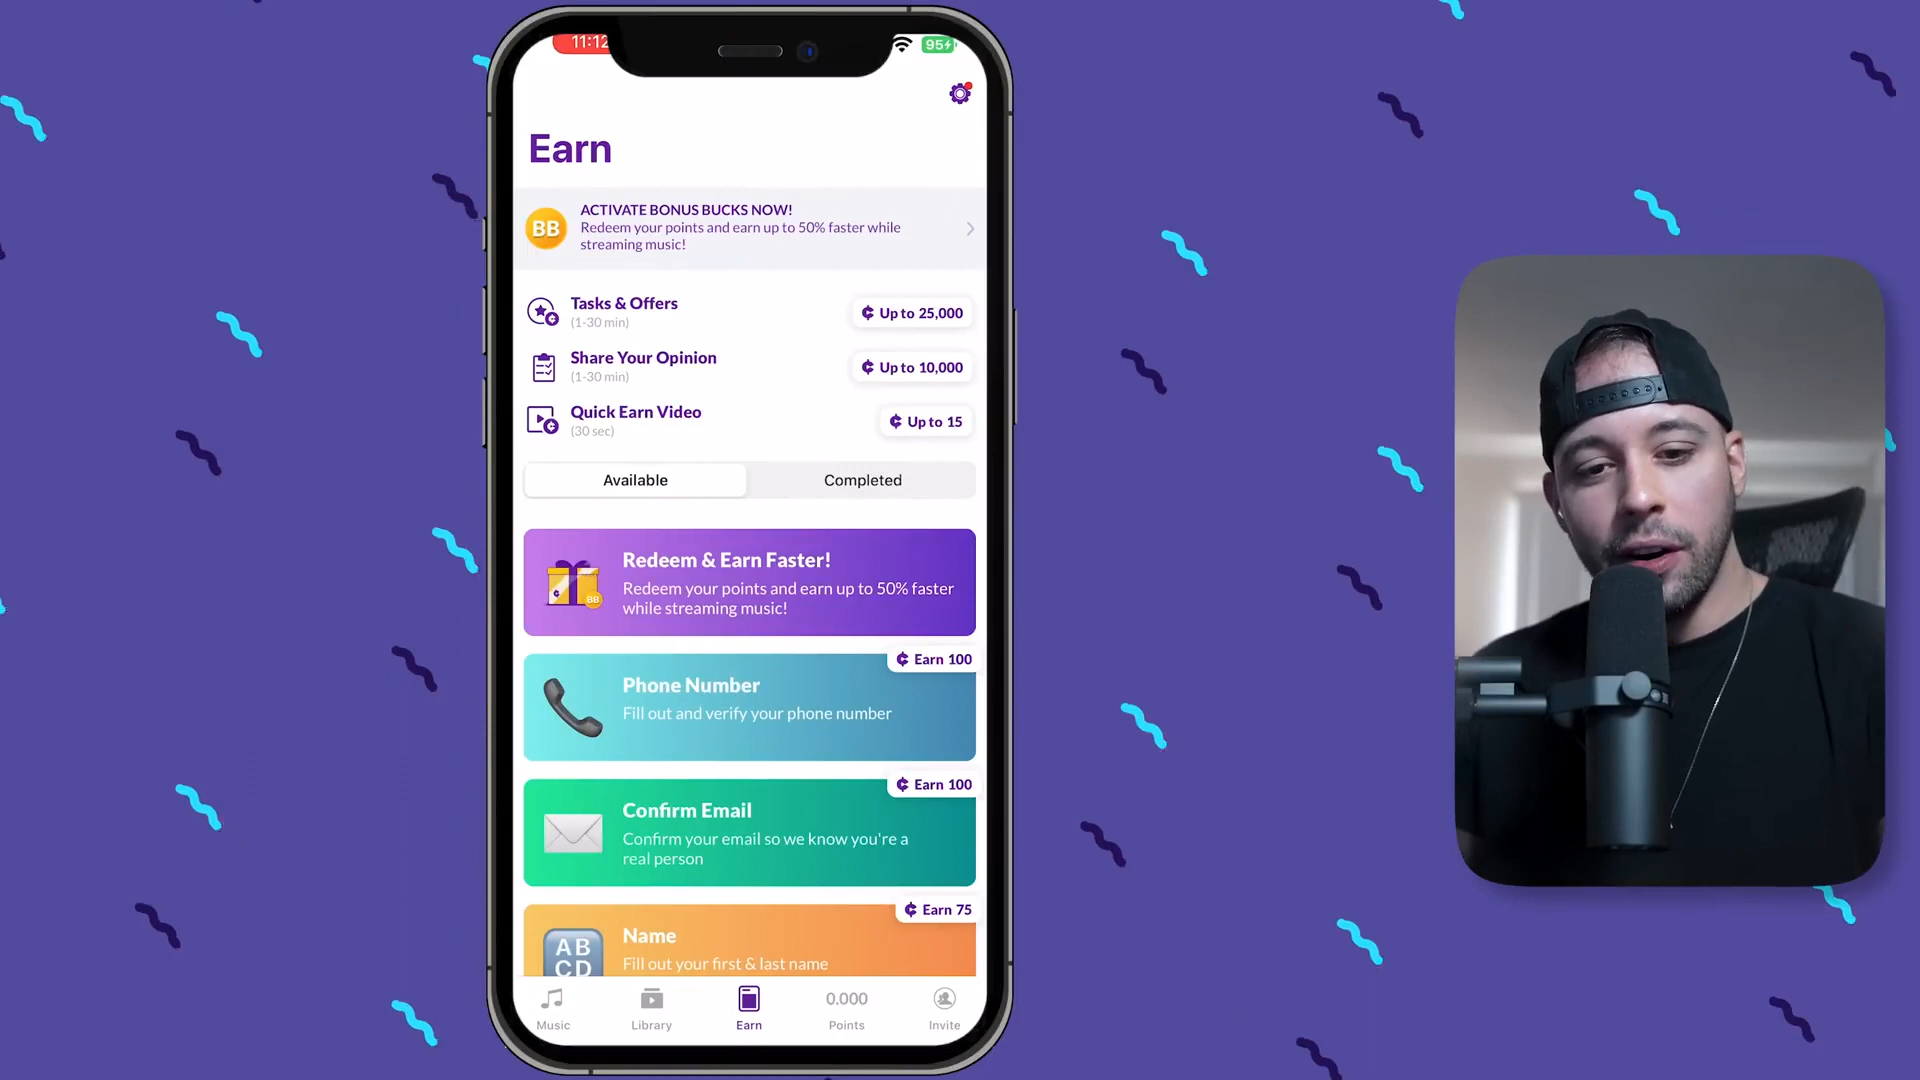 11:12
95
Earn
BB
ACTIVATE BONUS BUCKS NOW!
Redeem your points and earn up to 50% faster while
streaming music!
Tasks & Offers
(1-30 min)
Up to 25,000
Share Your Opinion
(1-30 min)
Up to 10,000
Quick Earn Video
(30 sec)
Up to 15
Available
Completed
Redeem & Earn Faster!
Redeem your points and earn up to 50% faster
while streaming music!
BB
Earn 100
Phone Number
Fill out and verify your phone number
Earn 100
Confirm Email
Confirm your email so we know you're a
real person
Earn 75
Name
Fill out your first & last name
AB
CD
0.000
Music
Library
Earn
Points
Invite